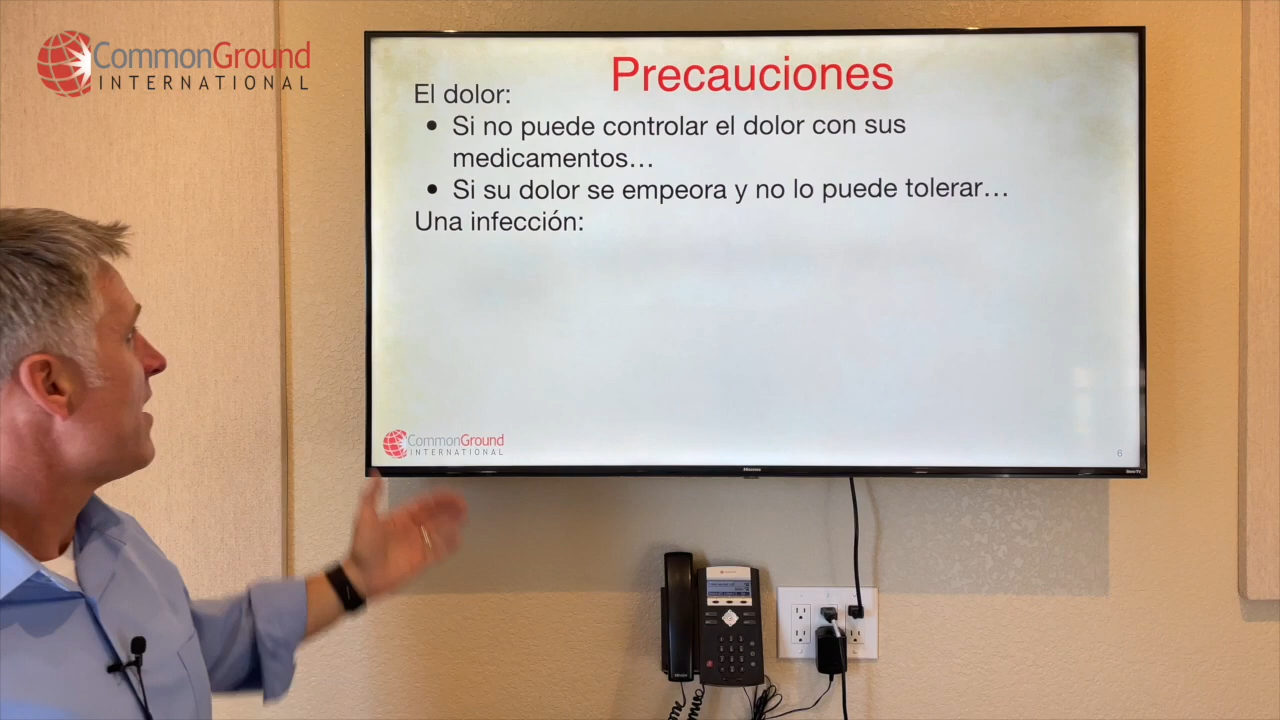 CommonGround
INTERNATIONAL
Precauciones
El dolor:
• Si no puede controlar el dolor con sus
medicamentos…
• Si su dolor se empeora y no lo puede tolerar…
Una infección:
CommonGround
INTERNATIONAL
6
Hisense